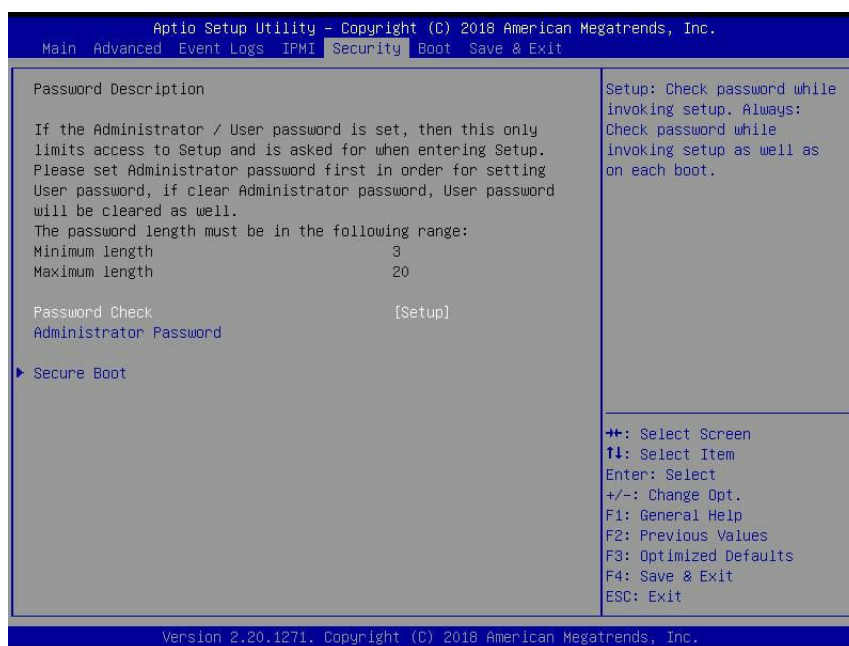 Aptio Setup Utility – Copyright (C) 2018 American Megatrends, Inc.
Main Advanced Event Logs IPMI Security Boot Save & Exit
Password Description
If the Administrator / User password is set, then this only
limits access to Setup and is asked for when entering Setup.
Please set Administrator password first in order for setting
User password, if clear Administrator password, User password
will be cleared as well.
The password length must be in the following range:
Minimum length 3
Maximum length 20
Password Check [Setup]
Administrator Password
▶ Secure Boot
Setup: Check password while
invoking setup. Always:
Check password while
invoking setup as well as
on each boot.
→←: Select Screen
↑↓: Select Item
Enter: Select
+/-: Change Opt.
F1: General Help
F2: Previous Values
F3: Optimized Defaults
F4: Save & Exit
ESC: Exit
Version 2.20.1271. Copyright (C) 2018 American Megatrends, Inc.